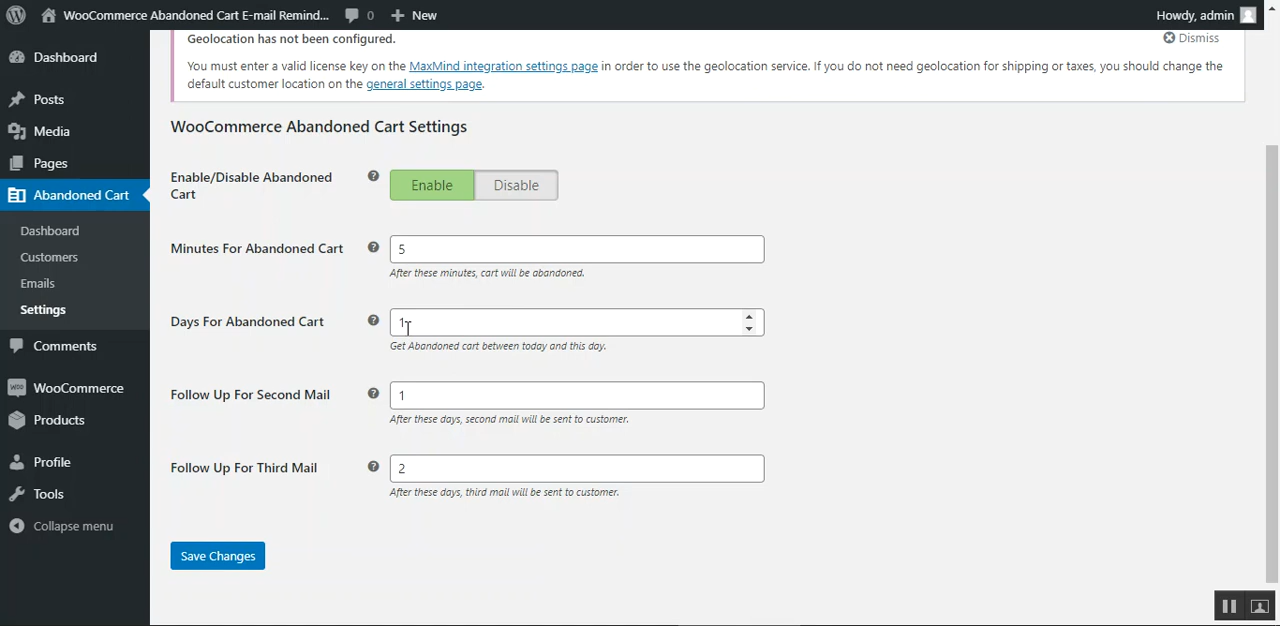 WooCommerce Abandoned Cart E-mail Remind... 0 New Howdy, admin
Dashboard
Posts
Media
Pages
Abandoned Cart
Dashboard
Customers
Emails
Settings
Comments
WooCommerce
Products
Profile
Tools
Collapse menu
Geolocation has not been configured. Dismiss
You must enter a valid license key on the MaxMind integration settings page in order to use the geolocation service. If you do not need geolocation for shipping or taxes, you should change the
default customer location on the general settings page.
WooCommerce Abandoned Cart Settings
Enable/Disable Abandoned
Cart
Enable Disable
Minutes For Abandoned Cart 5
After these minutes, cart will be abandoned.
Days For Abandoned Cart 1
Get Abandoned cart between today and this day.
Follow Up For Second Mail 1
After these days, second mail will be sent to customer.
Follow Up For Third Mail 2
After these days, third mail will be sent to customer.
Save Changes